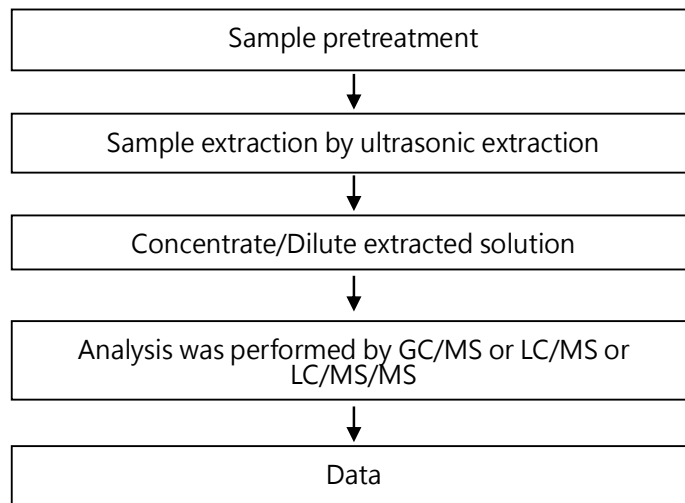 Sample pretreatment
Sample extraction by ultrasonic extraction
Concentrate/Dilute extracted solution
Analysis was performed by GC/MS or LC/MS or
LC/MS/MS
Data